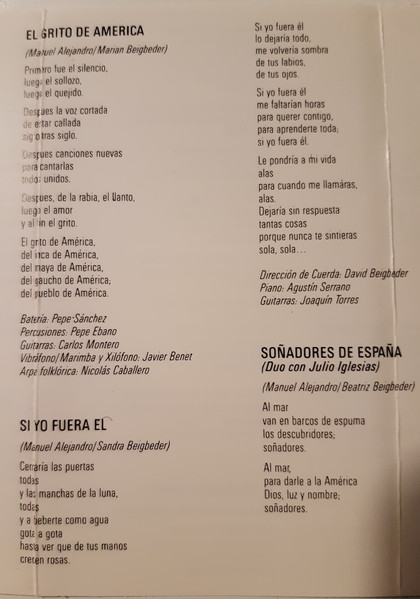 EL GRITO DE AMERICA
(Manuel Alejandro/Marian Beigbeder)
Primero fue el silencio,
luego el sollozo,
luego el quejido.
Despues la voz cortada
de estar callada
siglo tras siglo.
Despues canciones nuevas
para cantarlas
todos unidos.
Despues, de la rabia, el llanto,
luego el amor
y al fin el grito.
El grito de América,
del inca de América,
del maya de América,
del gaucho de América;
del pueblo de América.
Batería: Pepe Sánchez
Percusiones: Pepe Ebano
Guitarras: Carlos Montero
Vibráfono/Marimba y Xilófono: Javier Benet
Arpa folklórica: Nicolás Caballero
SI YO FUERA EL
(Manuel Alejandro/Sandra Beigbeder)
Cerraría las puertas
todas
y las manchas de la luna,
todas
y a beberte como agua
gota a gota
hasta ver que de tus manos
crecen rosas.
Si yo fuera él
lo dejaría todo,
me volvería sombra
de tus labios,
de tus ojos.
Si yo fuera él
me faltarían horas
para querer contigo,
para aprenderte toda;
si yo fuera él.
Le pondría a mi vida
alas
para cuando me llamáras,
alas.
Dejaría sin respuesta
tantas cosas
porque nunca te sintieras
sola, sola...
Dirección de Cuerda: David Beigbeder
Piano: Agustín Serrano
Guitarras: Joaquín Torres
SOÑADORES DE ESPAÑA
(Duo con Julio Iglesias)
(Manuel Alejandro/Beatriz Beigbeder)
Al mar
van en barcos de espuma
los descubridores;
soñadores.
Al mar,
para darle a la América
Dios, luz y nombre;
soñadores.